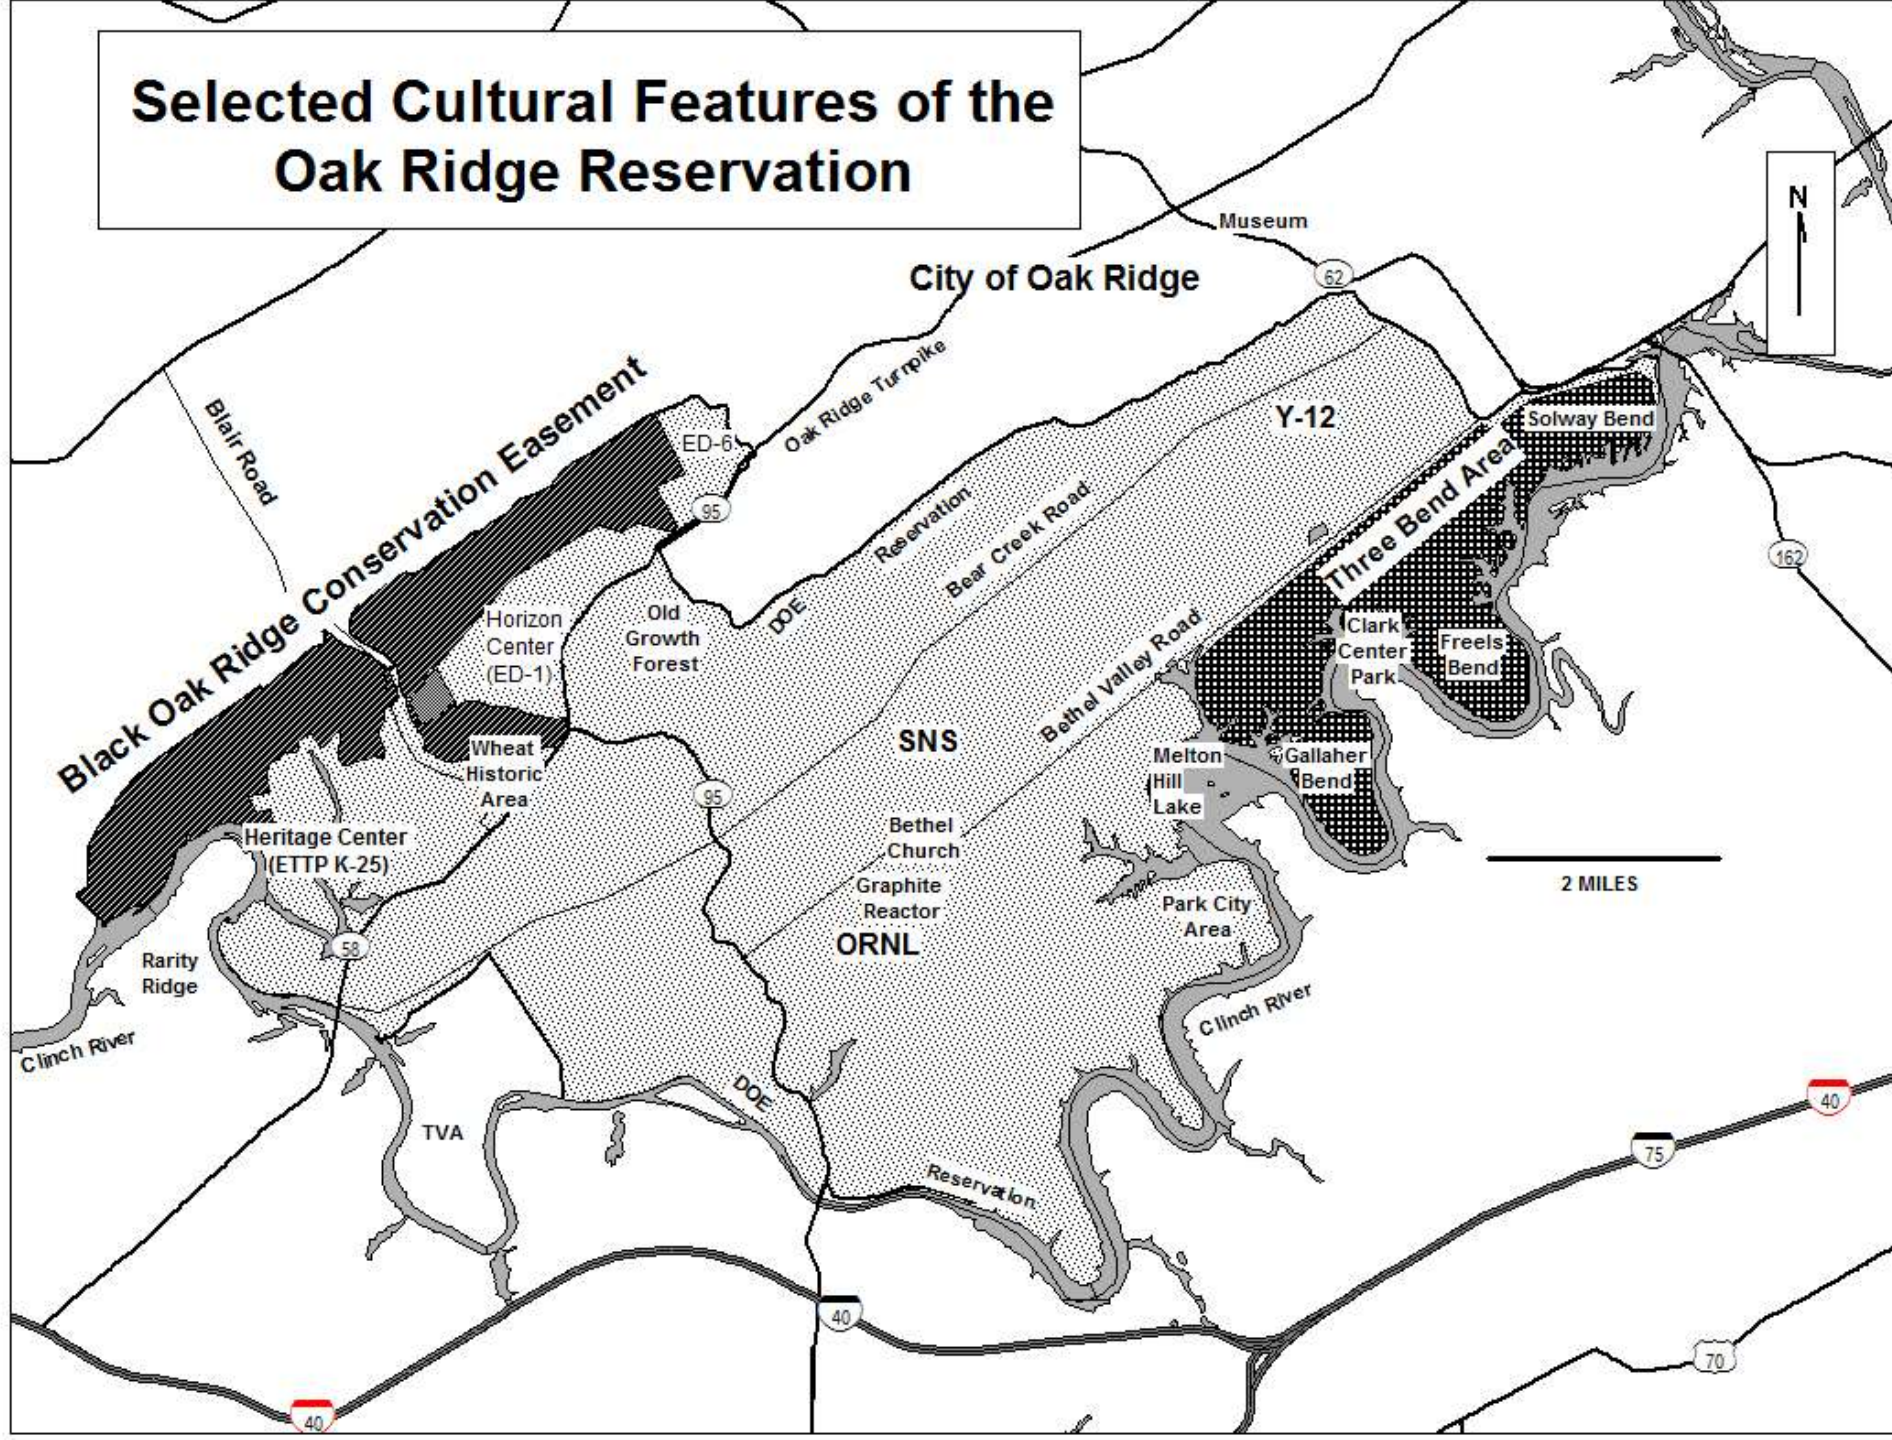 Selected Cultural Features of the
Oak Ridge Reservation
N
Museum
City of Oak Ridge
62
Blair Road
Black Oak Ridge Conservation Easement
ED-6
Oak Ridge Turnpike
95
Y-12
Solway Bend
Three Bend Area
162
Reservation
DOE
Bear Creek Road
Horizon
Center
(ED-1)
Old
Growth
Forest
Clark
Center
Park
Freels
Bend
Bethel Valley Road
SNS
Wheat
Historic
Area
95
Melton
Hill
Lake
Gallaher
Bend
Heritage Center
(ETTP K-25)
Bethel
Church
2 MILES
Graphite
Reactor
ORNL
Park City
Area
58
Rarity
Ridge
Clinch River
Clinch River
DOE
TVA
Reservation
40
75
40
70
40